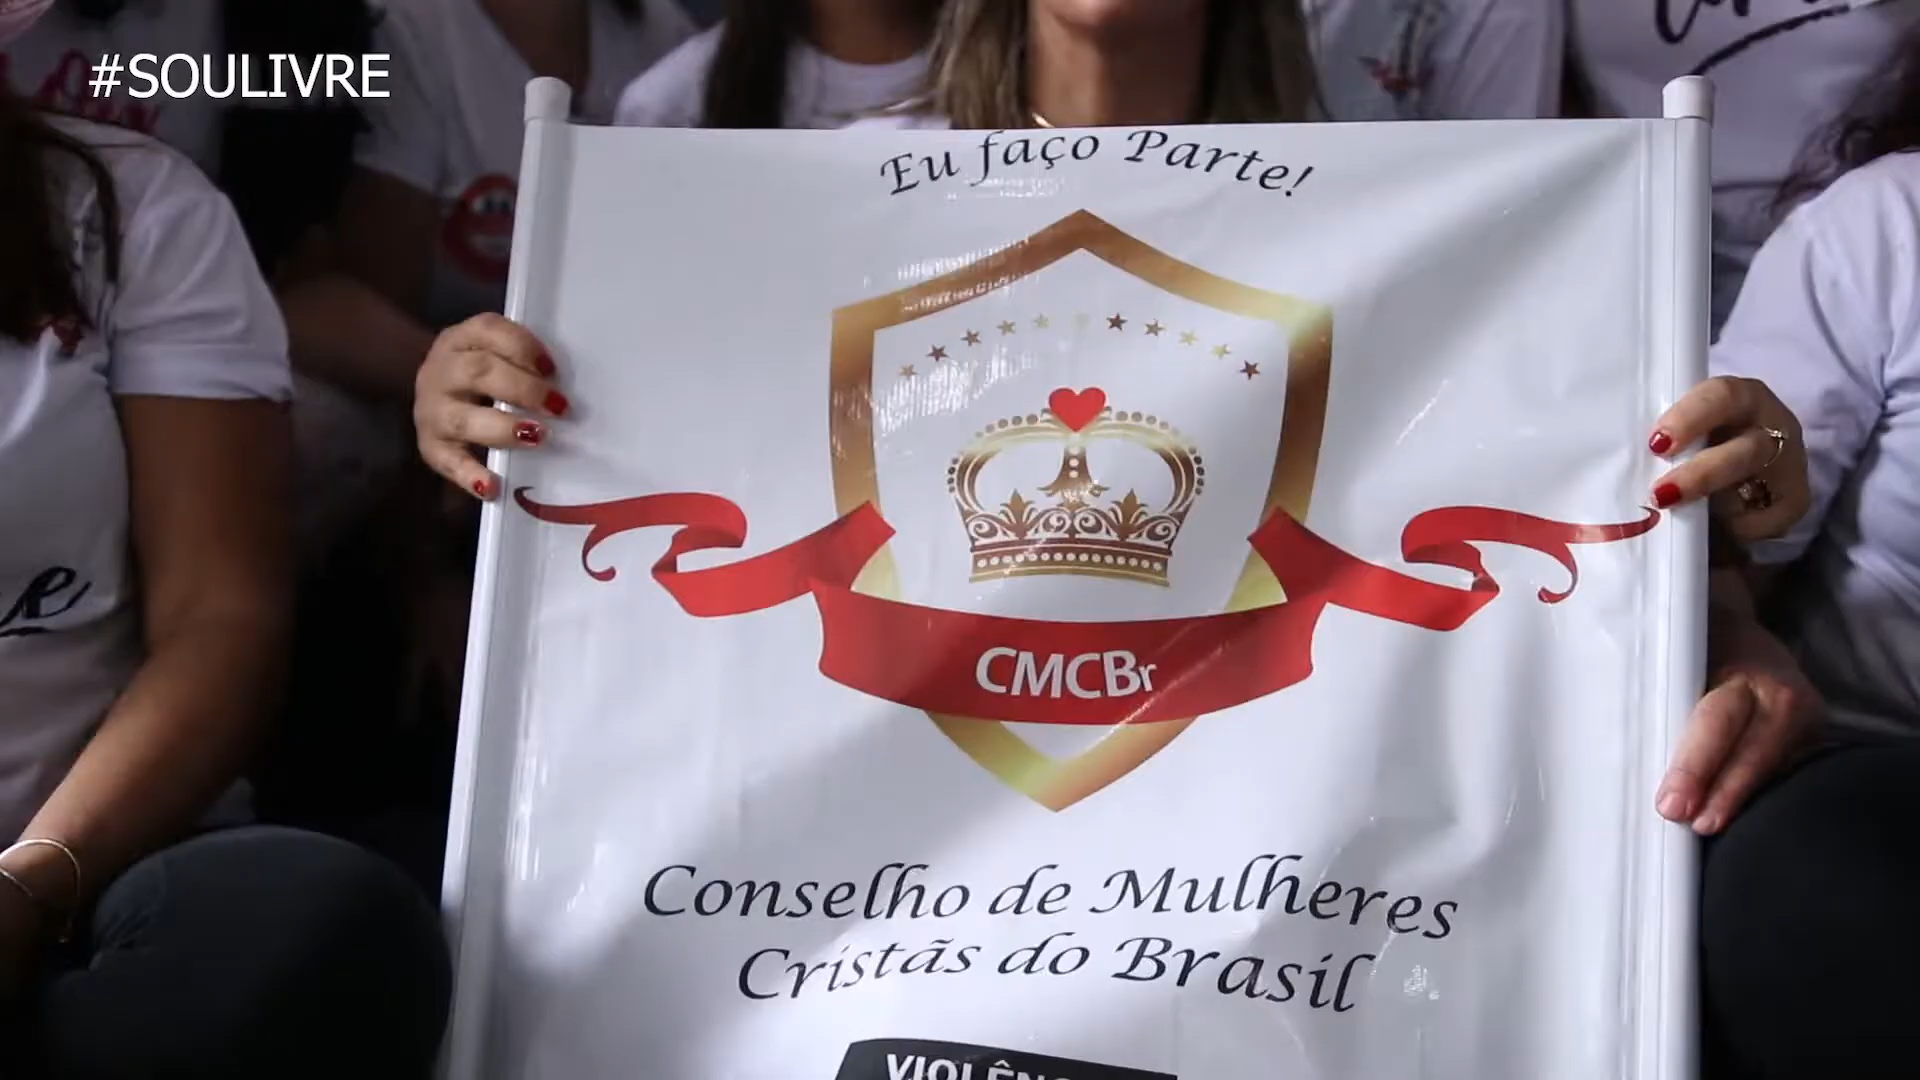 #SOULIVRE
Eu faço Parte!
CMCBr
Conselho de Mulheres
Cristãs do Brasil